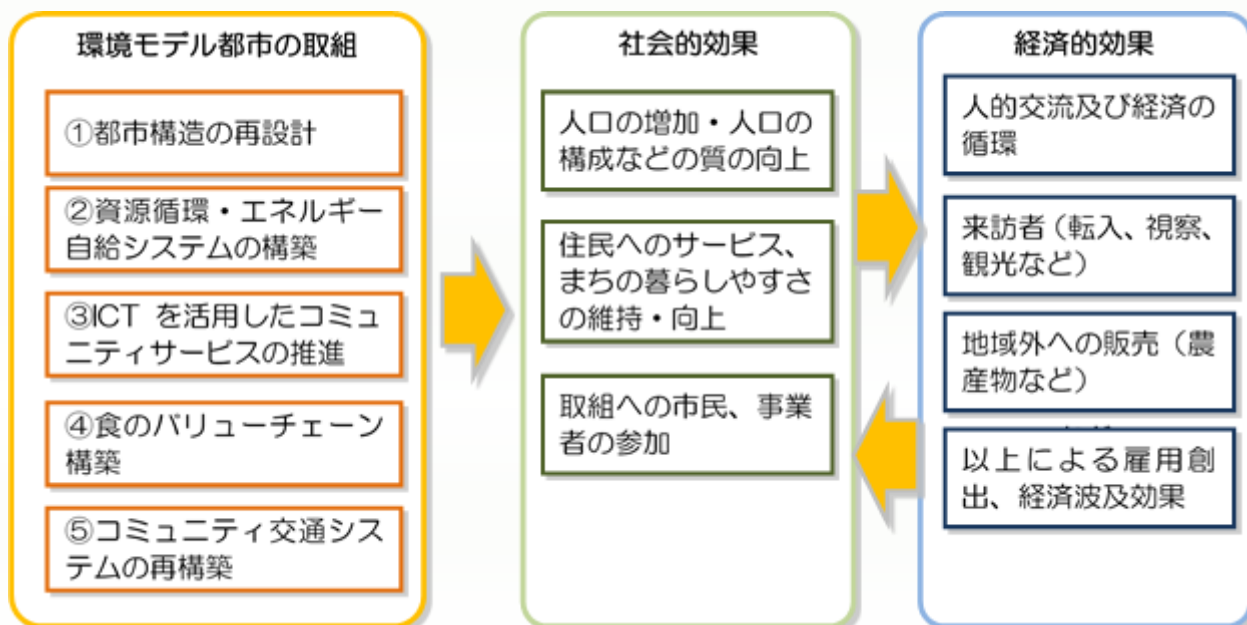 環境モデル都市の取組
①都市構造の再設計
②資源循環・エネルギー
自給システムの構築
③ICT を活用したコミュ
ニティサービスの推進
④食のバリューチェーン
構築
⑤コミュニティ交通シス
テムの再構築
社会的効果
人口の増加・人口の
構成などの質の向上
住民へのサービス、
まちの暮らしやすさ
の維持・向上
取組への市民、事業
者の参加
経済的効果
人的交流及び経済の
循環
来訪者（転入、視察、
観光など）
地域外への販売（農
産物など）
以上による雇用創
出、経済波及効果